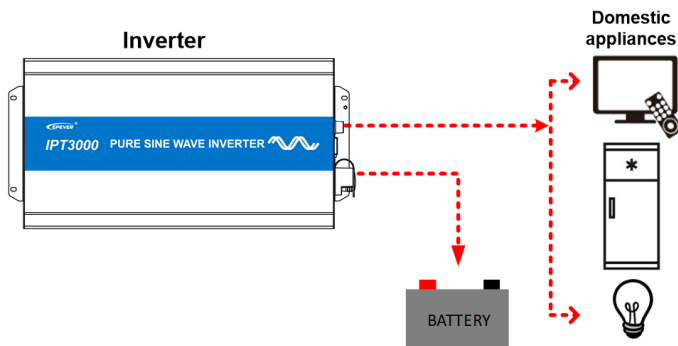 Inverter
Domestic
appliances
EPEVER®
IPT3000 PURE SINE WAVE INVERTER
BATTERY